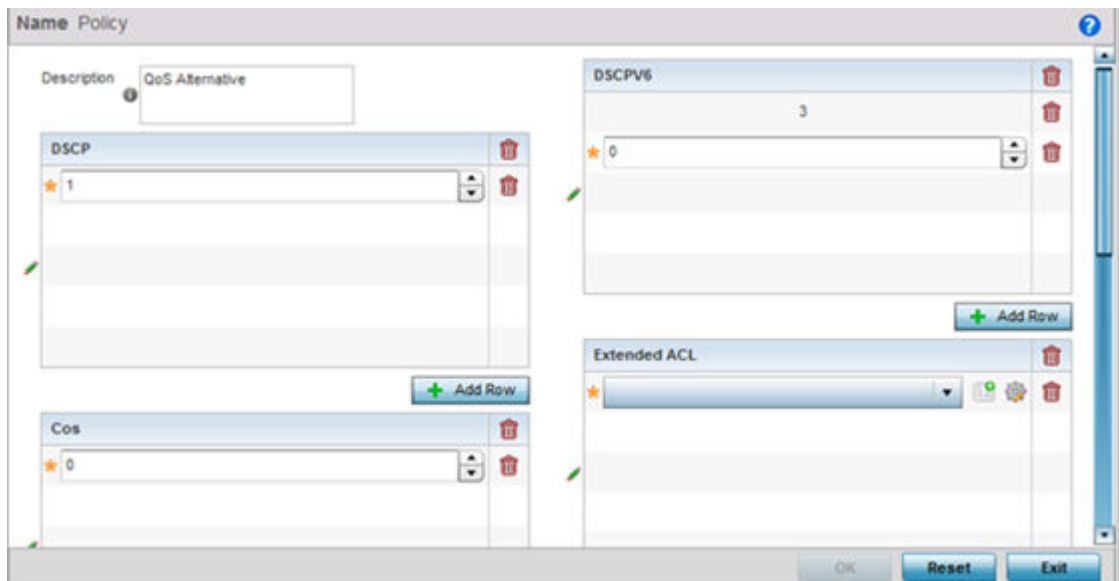 Name Policy
Description
QoS Alternative
DSCP
1
Add Row
Cos
0
DSCPV6
3
0
Add Row
Extended ACL
OK
Reset
Exit